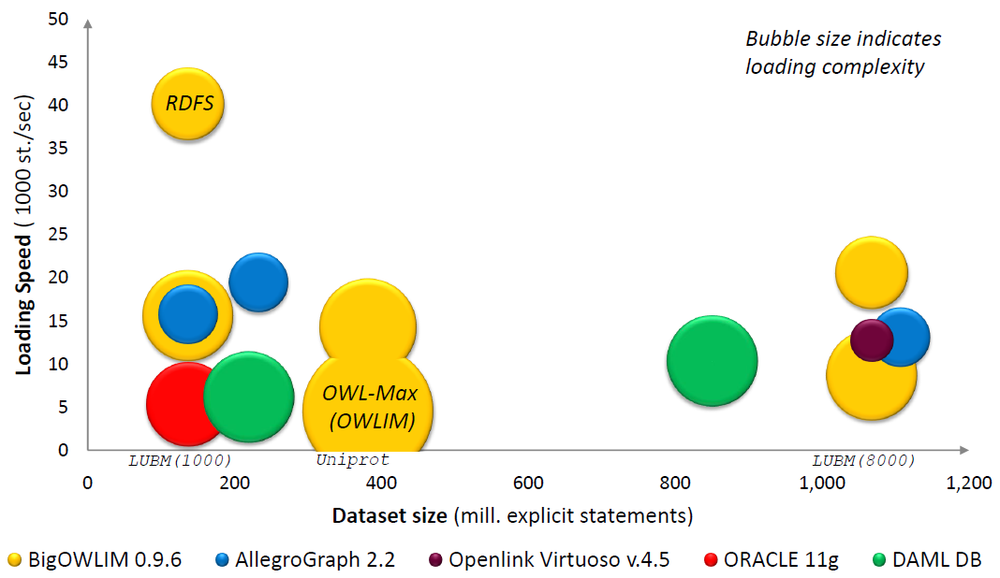 50
45
40
35
30
25
20
15
10
5
0
Loading Speed ( 1000 st./sec)
Bubble size indicates
loading complexity
RDFS
OWL-Max
(OWLIM)
LUBM(1000) Uniprot LUBM(8000)
0 200 400 600 800 1,000 1,200
Dataset size (mill. explicit statements)
BigOWLIM 0.9.6 AllegroGraph 2.2 Openlink Virtuoso v.4.5 ORACLE 11g DAML DB